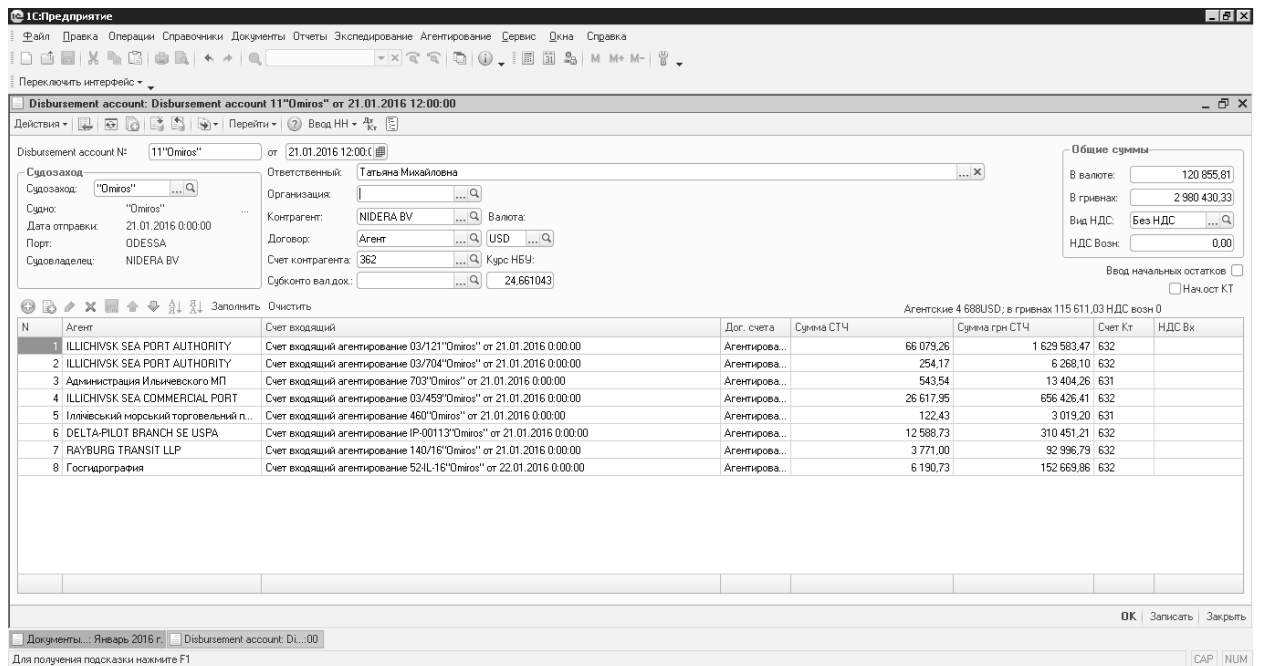 1С:Предприятие
Файл Правка Операции Справочники Документы Отчеты Экспедирование Агентирование Сервис Окна Справка
M M+ M-
Переключить интерфейс
Disbursement account: Disbursement account 11"Omiros" от 21.01.2016 12:00:00
Действия Перейти Ввод НН Дт Кт
Disbursement account № 11"Omiros" от 21.01.2016 12:00:0
Общие суммы
Судозаход
Ответственный: Татьяна Михайловна ... ×
В валюте: 120 855,81
Судозаход: "Omiros" ...
Организация: ...
В гривнах: 2 980 430,33
Судно: "Omiros" ...
Контрагент: NIDERA BV ... Валюта:
Вид НДС: Без НДС ...
Дата отправки: 21.01.2016 0:00:00
Договор: Агент ... USD ...
НДС Возн: 0,00
Порт: ODESSA
Судовладелец: NIDERA BV
Счет контрагента: 362 ... Курс НБУ:
Ввод начальных остатков
Субконто вал.док.: ... 24,661043
Нач.ост КТ
Заполнить Очистить
Агентские 4 688USD; в гривнах 115 611,03 НДС возн 0
N Агент Счет входящий Дог. счета Сумма СТЧ Сумма грн СТЧ Счет Кт НДС Вх
1 ILLICHIVSK SEA PORT AUTHORITY Счет входящий агентирование 03/121"Omiros" от 21.01.2016 0:00:00 Агентирова... 66 079,26 1 629 583,47 632
2 ILLICHIVSK SEA PORT AUTHORITY Счет входящий агентирование 03/704"Omiros" от 21.01.2016 0:00:00 Агентирова... 254,17 6 268,10 632
3 Администрация Ильичевского МП Счет входящий агентирование 703"Omiros" от 21.01.2016 0:00:00 Агентирова... 543,54 13 404,26 631
4 ILLICHIVSK SEA COMMERCIAL PORT Счет входящий агентирование 03/459"Omiros" от 21.01.2016 0:00:00 Агентирова... 26 617,95 656 426,41 632
5 Іллічівський морський торговельний п... Счет входящий агентирование 460"Omiros" от 21.01.2016 0:00:00 Агентирова... 122,43 3 019,20 631
6 DELTA-PILOT BRANCH SE USPA Счет входящий агентирование IP-00113"Omiros" от 21.01.2016 0:00:00 Агентирова... 12 588,73 310 451,21 632
7 RAYBURG TRANSIT LLP Счет входящий агентирование 140/16"Omiros" от 21.01.2016 0:00:00 Агентирова... 3 771,00 92 996,79 632
8 Госгидрография Счет входящий агентирование 52-IL-16"Omiros" от 22.01.2016 0:00:00 Агентирова... 6 190,73 152 669,86 632
OK Записать Закрыть
Документы...: Январь 2016 г. Disbursement account: Di...:00
Для получения подсказки нажмите F1
CAP NUM